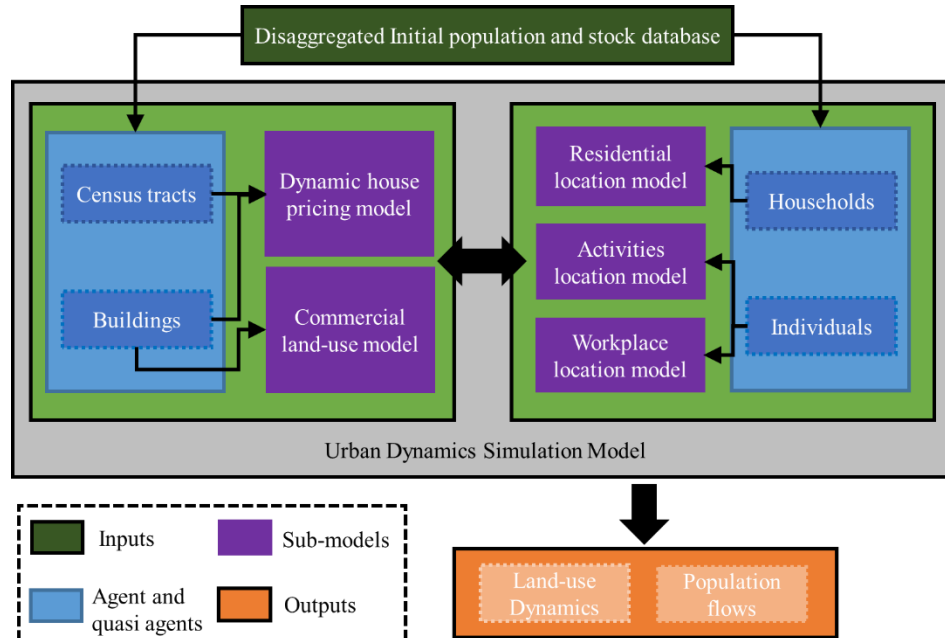 Disaggregated Initial population and stock database
Census tracts
Buildings
Dynamic house
pricing model
Commercial
land-use model
Residential
location model
Activities
location model
Workplace
location model
Households
Individuals
Urban Dynamics Simulation Model
Inputs
Sub-models
Agent and
quasi agents
Outputs
Land-use
Dynamics
Population
flows